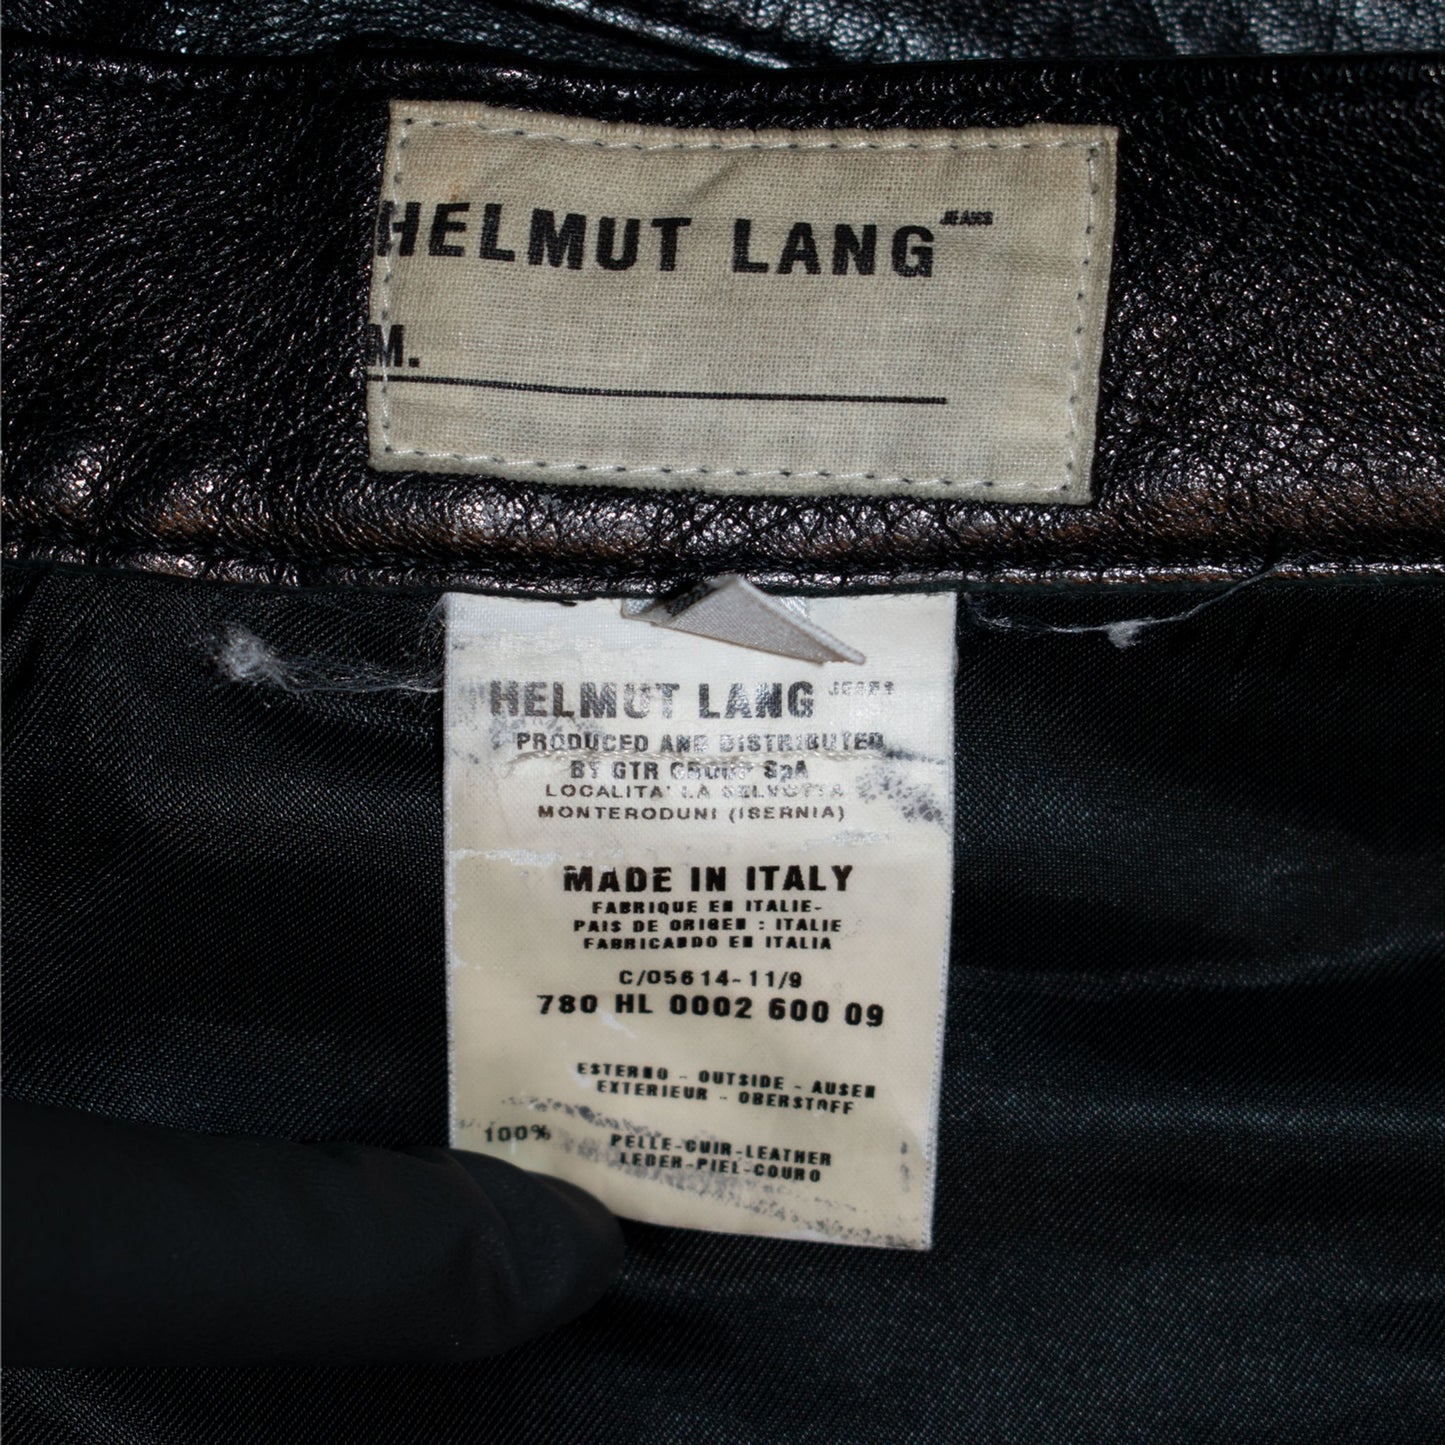 HELMUT LANG JEANS
M.
HELMUT LANG JEANS
PRODUCED AND DISTRIBUTED
BY GTR GROUP SpA
LOCALITA' LA SELVOTTA
MONTERODUNI (ISERNIA)
MADE IN ITALY
FABRIQUE EN ITALIE-
PAIS DE ORIGEN : ITALIE
FABRICANDO EN ITALIA
C/05614-11/9
780 HL 0002 600 09
ESTERNO - OUTSIDE - AUSEN
EXTERIEUR - OBERSTOFF
100% PELLE-CUIR-LEATHER
LEDER-PIEL-COURO